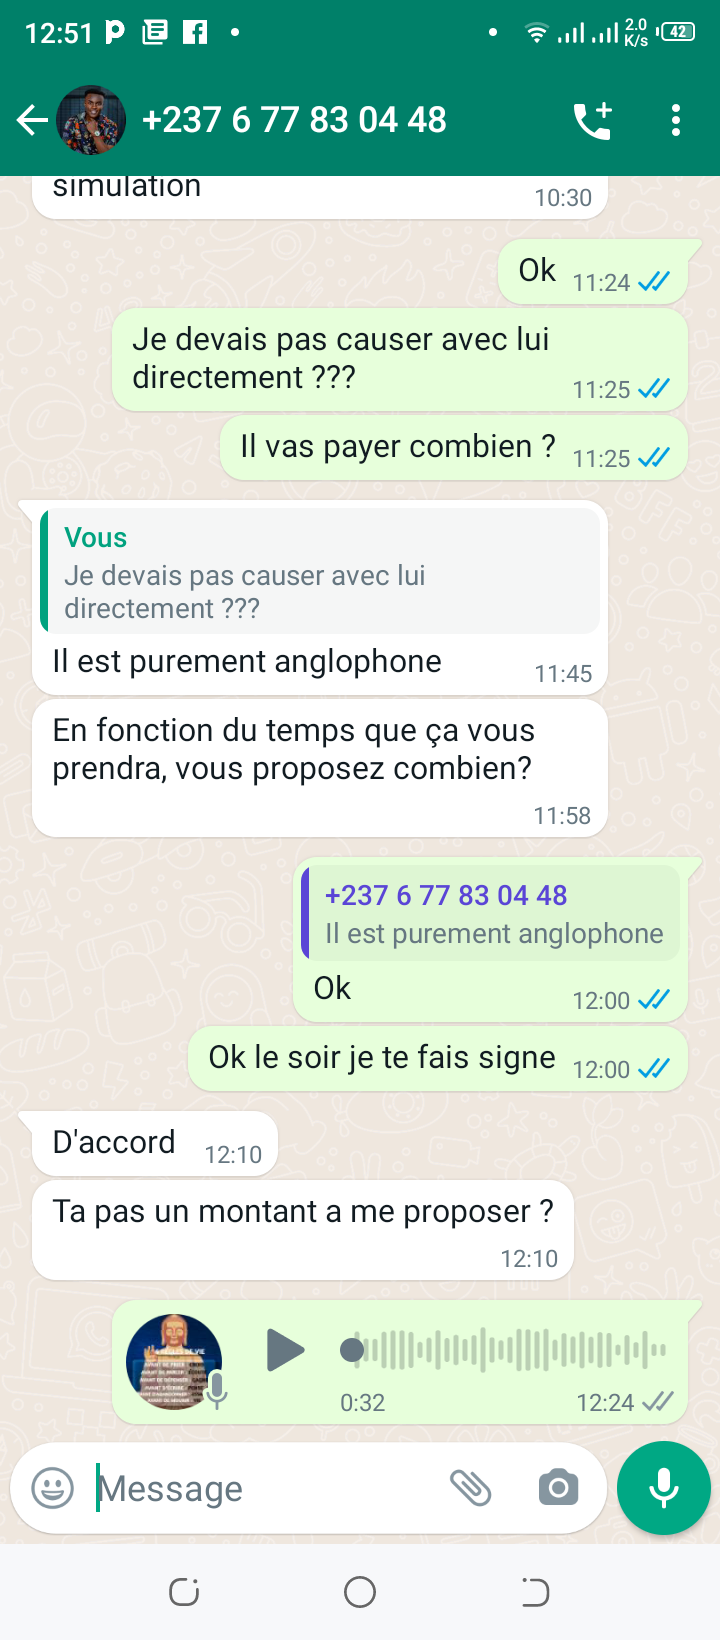 12:51
2.0
K/s
42
+237 6 77 83 04 48
simulation
10:30
Ok
11:24
Je devais pas causer avec lui
directement ???
11:25
Il vas payer combien ?
11:25
Vous
Je devais pas causer avec lui
directement ???
Il est purement anglophone
11:45
En fonction du temps que ça vous
prendra, vous proposez combien?
11:58
+237 6 77 83 04 48
Il est purement anglophone
Ok
12:00
Ok le soir je te fais signe
12:00
D'accord
12:10
Ta pas un montant a me proposer ?
12:10
0:32
12:24
Message